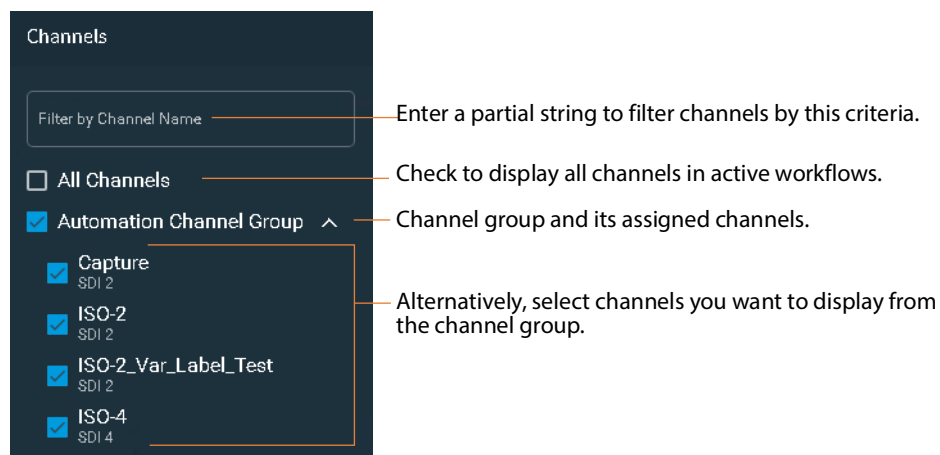 Channels
Filter by Channel Name
Enter a partial string to filter channels by this criteria.
All Channels
Check to display all channels in active workflows.
Automation Channel Group
Channel group and its assigned channels.
Capture
SDI 2
ISO-2
SDI 2
ISO-2_Var_Label_Test
SDI 2
ISO-4
SDI 4
Alternatively, select channels you want to display from
the channel group.